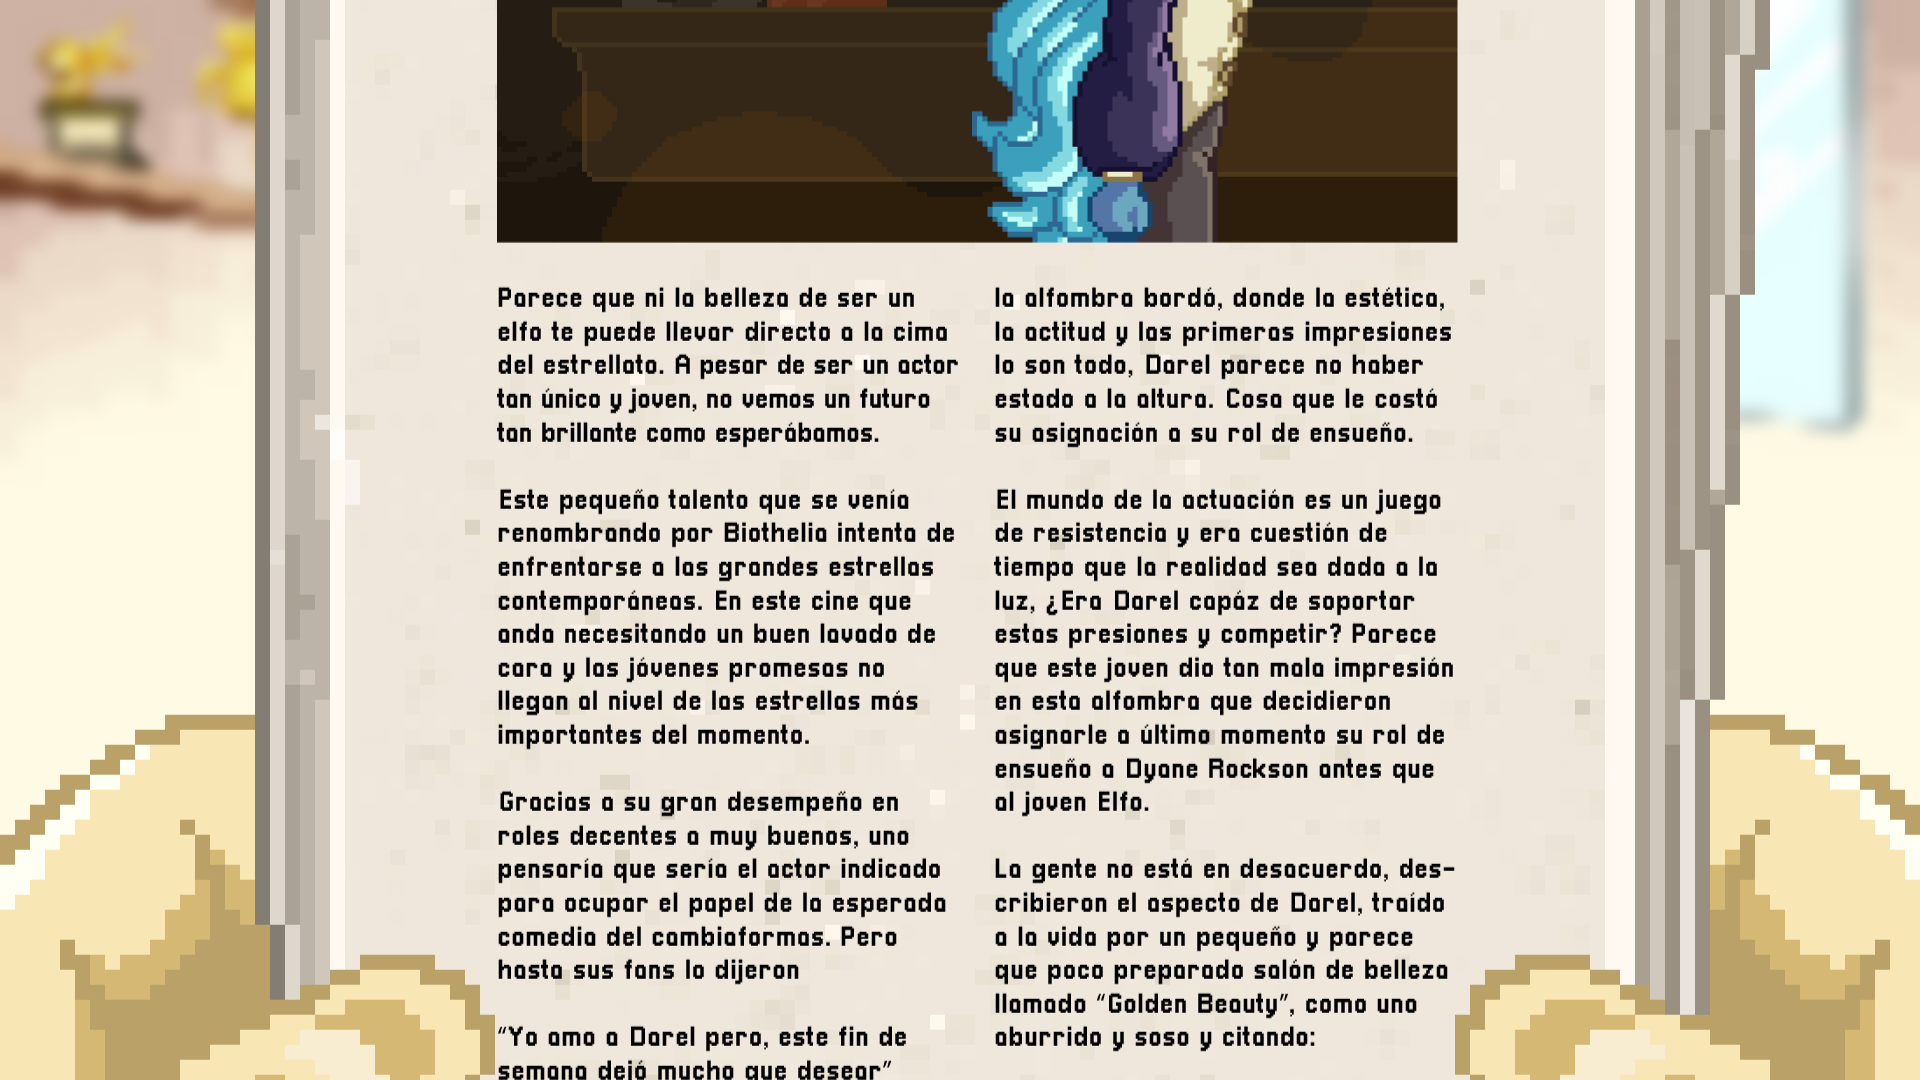 Parece que ni la belleza de ser un
elfo te puede llevar directo a la cima
del estrellato. A pesar de ser un actor
tan único y joven, no vemos un futuro
tan brillante como esperábamos.
Este pequeño talento que se venía
renombrando por Biothelia intenta de
enfrentarse a las grandes estrellas
contemporáneas. En este cine que
anda necesitando un buen lavado de
cara y las jóvenes promesas no
llegan al nivel de las estrellas más
importantes del momento.
Gracias a su gran desempeño en
roles decentes a muy buenos, uno
pensaría que sería el actor indicado
para ocupar el papel de la esperada
comedia del cambiaformas. Pero
hasta sus fans lo dijeron
“Yo amo a Darel pero, este fin de
semana dejó mucho que desear”
la alfombra bordó, donde la estética,
la actitud y las primeras impresiones
lo son todo, Darel parece no haber
estado a la altura. Cosa que le costó
su asignación a su rol de ensueño.
El mundo de la actuación es un juego
de resistencia y era cuestión de
tiempo que la realidad sea dada a la
luz, ¿Era Darel capáz de soportar
estas presiones y competir? Parece
que este joven dio tan mala impresión
en esta alfombra que decidieron
asignarle a último momento su rol de
ensueño a Dyane Rockson antes que
al joven Elfo.
La gente no está en desacuerdo, des-
cribieron el aspecto de Darel, traído
a la vida por un pequeño y parece
que poco preparado salón de belleza
llamado “Golden Beauty”, como uno
aburrido y soso y citando: